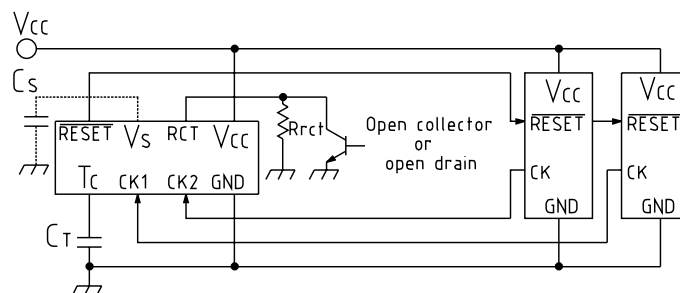 Vcc
Cs
RESET Vs RCT Vcc
Tc CK1 CK2 GND
CT
Rrct
Open collector
or
open drain
Vcc
RESET
CK
GND
Vcc
RESET
CK
GND